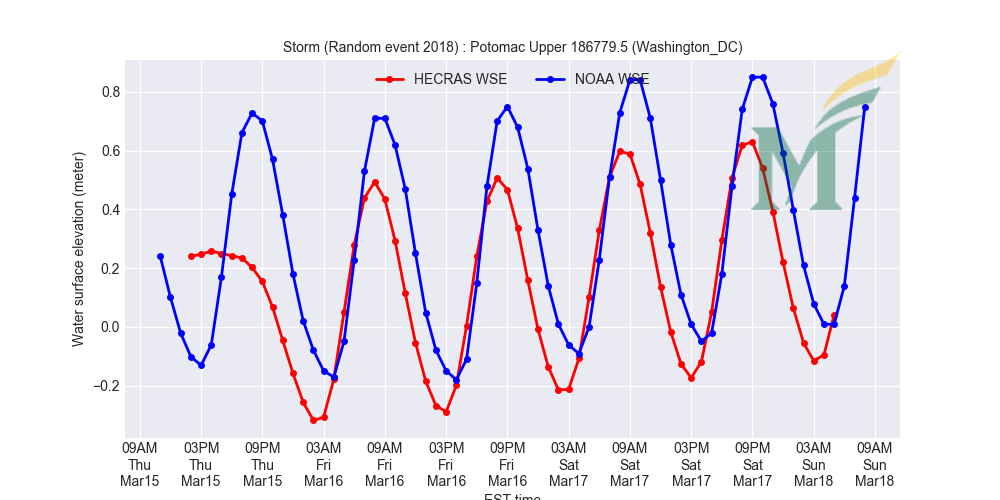 Storm (Random event 2018) : Potomac Upper 186779.5 (Washington_DC)
HECRAS WSE
NOAA WSE
M
Water surface elevation (meter)
0.8
0.6
0.4
0.2
0.0
−0.2
09AM 03PM 09PM 03AM 09AM 03PM 09PM 03AM 09AM 03PM 09PM 03AM 09AM
Thu Thu Thu Fri Fri Fri Fri Sat Sat Sat Sat Sun Sun
Mar15 Mar15 Mar15 Mar16 Mar16 Mar16 Mar16 Mar17 Mar17 Mar17 Mar17 Mar18 Mar18
EST time